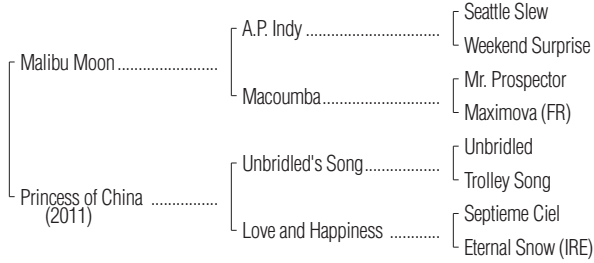 Seattle Slew
A.P. Indy ........................
Weekend Surprise
Malibu Moon ......................
Mr. Prospector
Macoumba.........................
Maximova (FR)
Unbridled
Unbridled's Song................
Trolley Song
Princess of China ...............
(2011)
Septieme Ciel
Love and Happiness ..........
Eternal Snow (IRE)